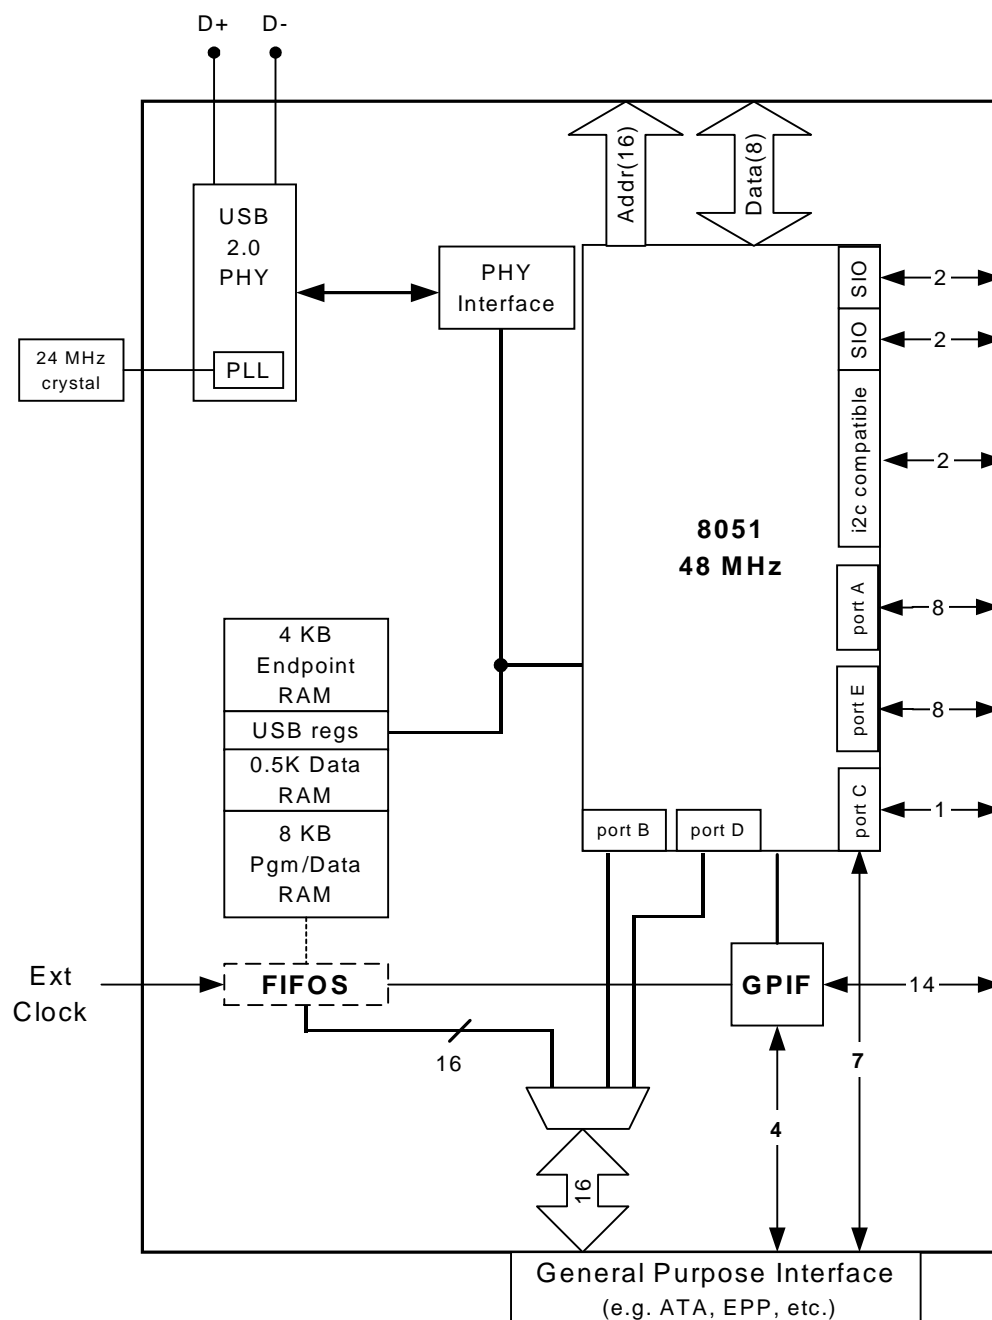 D+ D-
Addr(16)
Data(8)
USB
2.0
PHY
PLL
PHY
Interface
24 MHz
crystal
SIO
2
SIO
2
i2c compatible
2
8051
48 MHz
port A
8
port E
8
port C
1
port B
port D
4 KB
Endpoint
RAM
USB regs
0.5K Data
RAM
8 KB
Pgm/Data
RAM
Ext
Clock
FIFOS
GPIF
14
16
7
4
16
General Purpose Interface
(e.g. ATA, EPP, etc.)